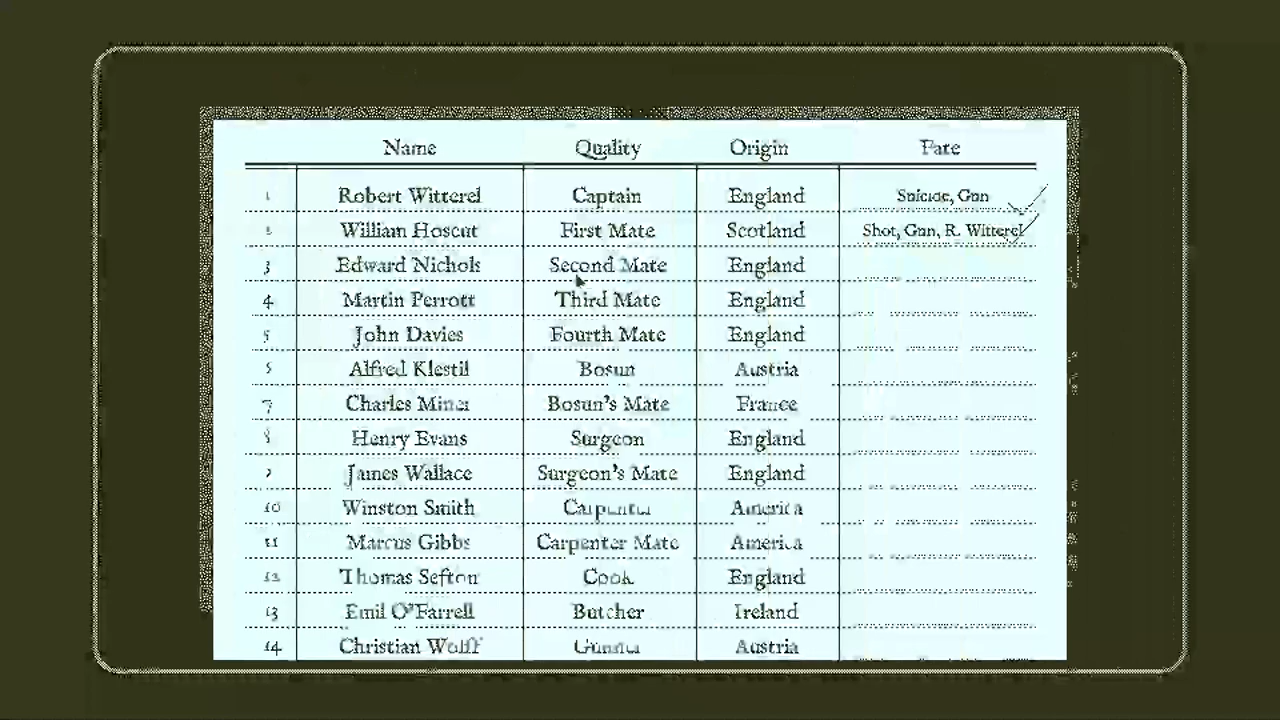 Name Quality Origin Fate
1 Robert Witterel Captain England Suicide, Gun
2 William Hoscut First Mate Scotland Shot, Gun, R. Witterel
3 Edward Nichols Second Mate England
4 Martin Perrott Third Mate England
5 John Davies Fourth Mate England
6 Alfred Klestil Bosun Austria
7 Charles Miner Bosun's Mate France
8 Henry Evans Surgeon England
9 James Wallace Surgeon's Mate England
10 Winston Smith Carpenter America
11 Marcus Gibbs Carpenter Mate America
12 Thomas Sefton Cook England
13 Emil O'Farrell Butcher Ireland
14 Christian Wolff Gunner Austria